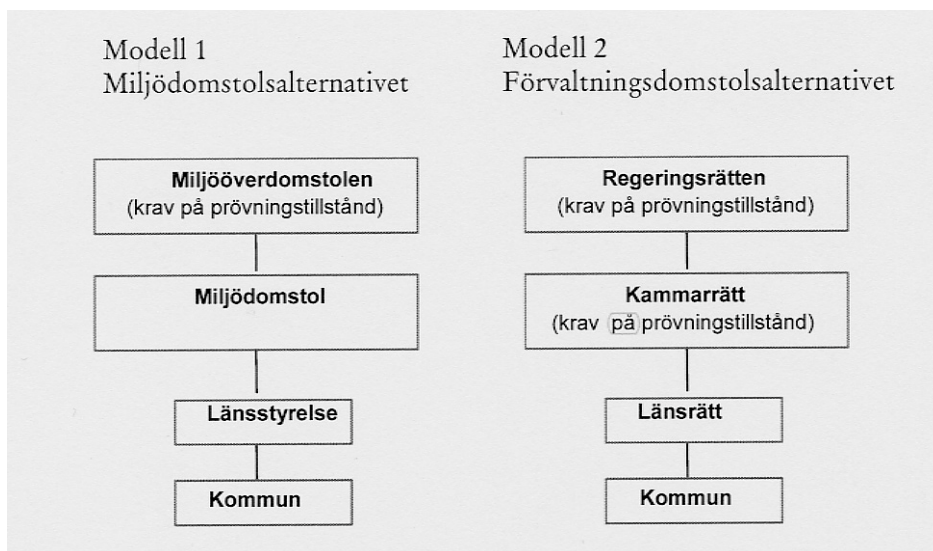 Modell 1
Miljödomstolsalternativet
Miljööverdomstolen
(krav på prövningstillstånd)
Miljödomstol
Länsstyrelse
Kommun
Modell 2
Förvaltningsdomstolsalternativet
Regeringsrätten
(krav på prövningstillstånd)
Kammarrätt
(krav på prövningstillstånd)
Länsrätt
Kommun